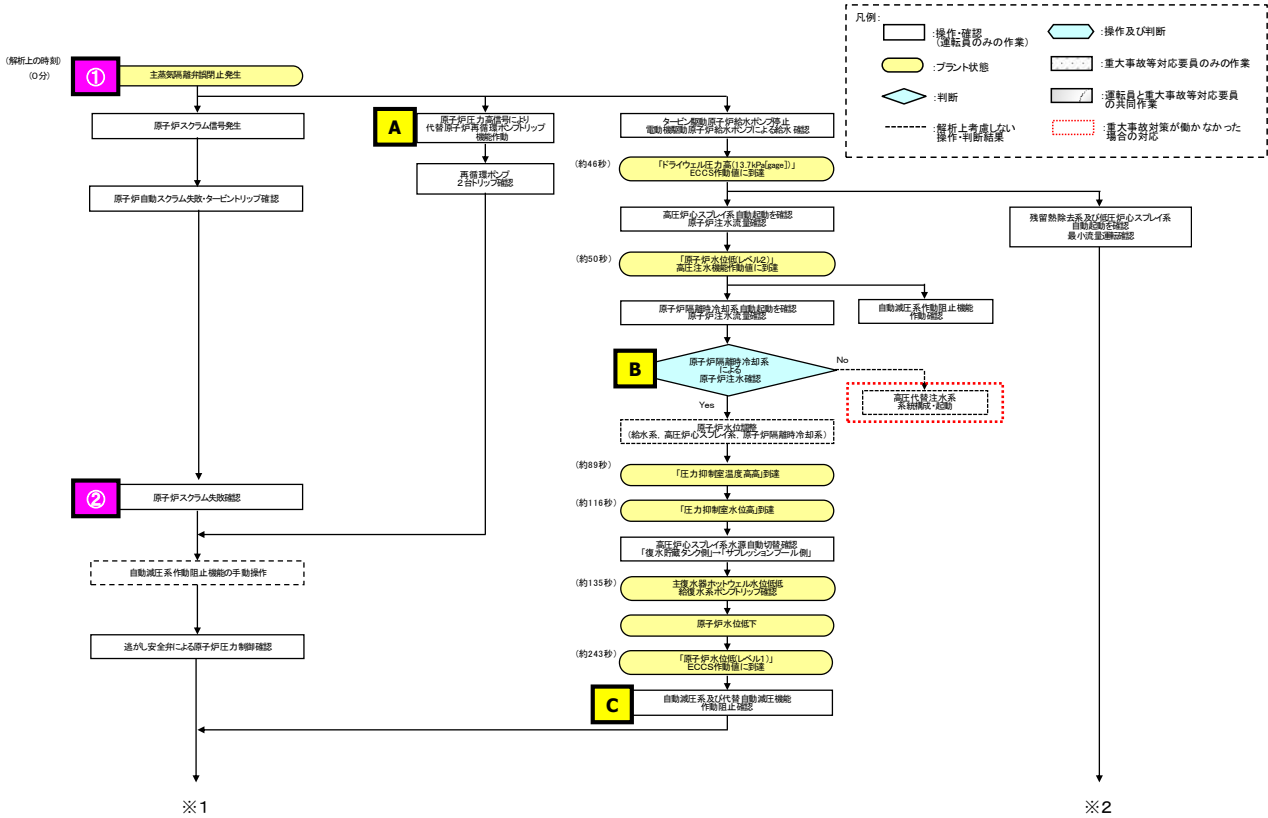 凡例:
:操作・確認
(運転員のみの作業)
:操作及び判断
:プラント状態
:重大事故等対応要員のみの作業
:判断
:運転員と重大事故等対応要員
の共同作業
:解析上考慮しない
操作・判断結果
:重大事故対策が働かなかった
場合の対応
(解析上の時刻)
(0分)
①
主蒸気隔離弁誤閉止発生
原子炉スクラム信号発生
A
原子炉圧力高信号により
代替原子炉再循環ポンプトリップ
機能作動
タービン駆動原子炉給水ポンプ停止
電動機駆動原子炉給水ポンプによる給水確認
(約46秒)
「ドライウェル圧力高(13.7kPa[gage])」
ECCS作動値に到達
再循環ポンプ
2台トリップ確認
原子炉自動スクラム失敗・タービントリップ確認
高圧炉心スプレイ系自動起動を確認
原子炉注水流量確認
残留熱除去系及び低圧炉心スプレイ系
自動起動を確認
最小流量運転確認
(約50秒)
「原子炉水位低(レベル2)」
高圧注水機能作動値に到達
原子炉隔離時冷却系自動起動を確認
原子炉注水流量確認
自動減圧系作動阻止機能
作動確認
B
原子炉隔離時冷却系
による
原子炉注水確認
No
高圧代替注水系
系統構成・起動
Yes
原子炉水位調整
(給水系、高圧炉心スプレイ系、原子炉隔離時冷却系)
(約89秒)
「圧力抑制室温度高高」到達
②
原子炉スクラム失敗確認
(約116秒)
「圧力抑制室水位高」到達
高圧炉心スプレイ系水源自動切替確認
「復水貯蔵タンク側」→「サプレッションプール側」
自動減圧系作動阻止機能の手動操作
(約135秒)
主復水器ホットウェル水位低低
給復水系ポンプトリップ確認
原子炉水位低下
逃がし安全弁による原子炉圧力制御確認
(約243秒)
「原子炉水位低(レベル1)」
ECCS作動値に到達
C
自動減圧系及び代替自動減圧機能
作動阻止確認
※1
※2